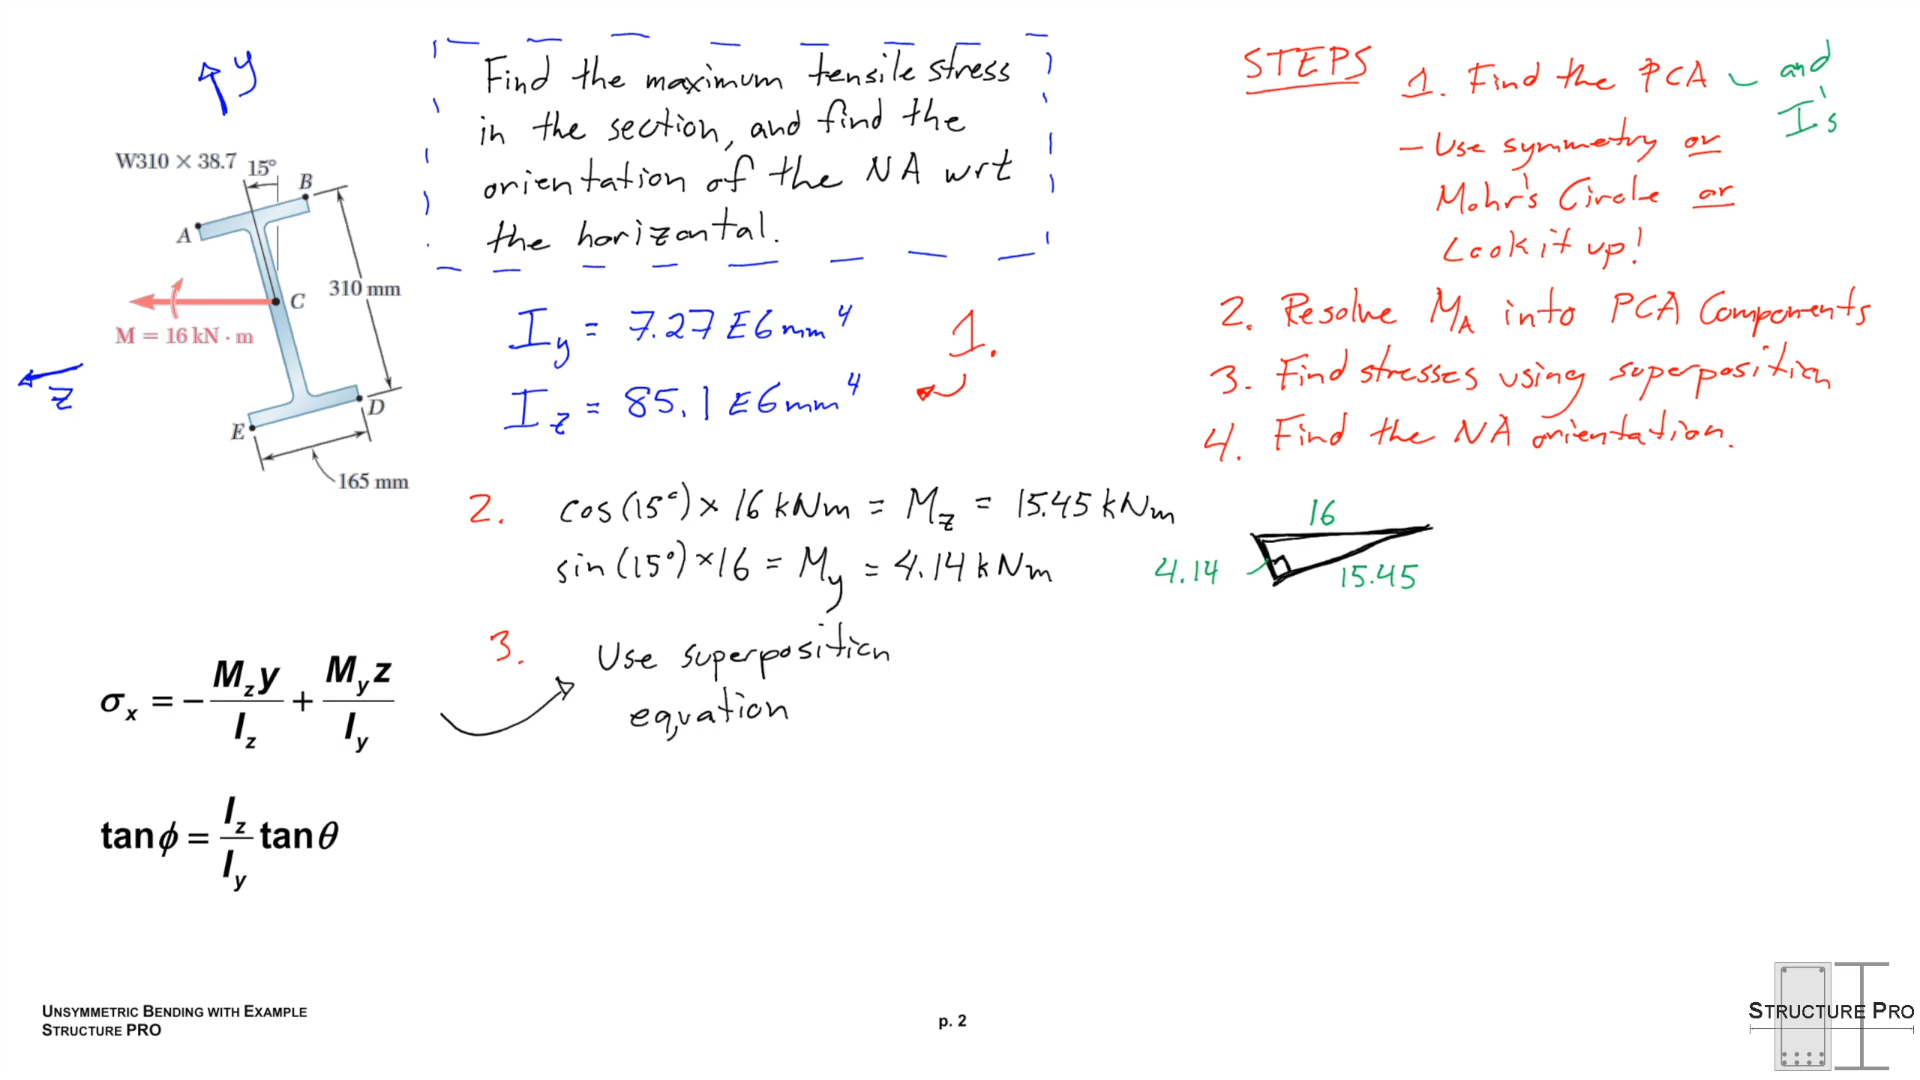 y
W310 × 38.7
15°
B
A
C
310 mm
M = 16 kN · m
z
D
E
165 mm
Find the maximum tensile stress
in the section, and find the
orientation of the NA wrt
the horizontal.
Iy = 7.27 E6 mm⁴
Iz = 85.1 E6 mm⁴
1.
STEPS
1. Find the PCA and
I's
- Use symmetry or
Mohr's Circle or
Look it up!
2. Resolve MA into PCA Components
3. Find stresses using superposition
4. Find the NA orientation.
2. cos(15°) × 16 kNm = Mz = 15.45 kNm
sin(15°) × 16 = My = 4.14 kNm
16
4.14
15.45
3. Use superposition
equation
σx = − Mz y / Iz + My z / Iy
tan ϕ = Iz / Iy tan θ
UNSYMMETRIC BENDING WITH EXAMPLE
STRUCTURE PRO
p. 2
STRUCTURE PRO